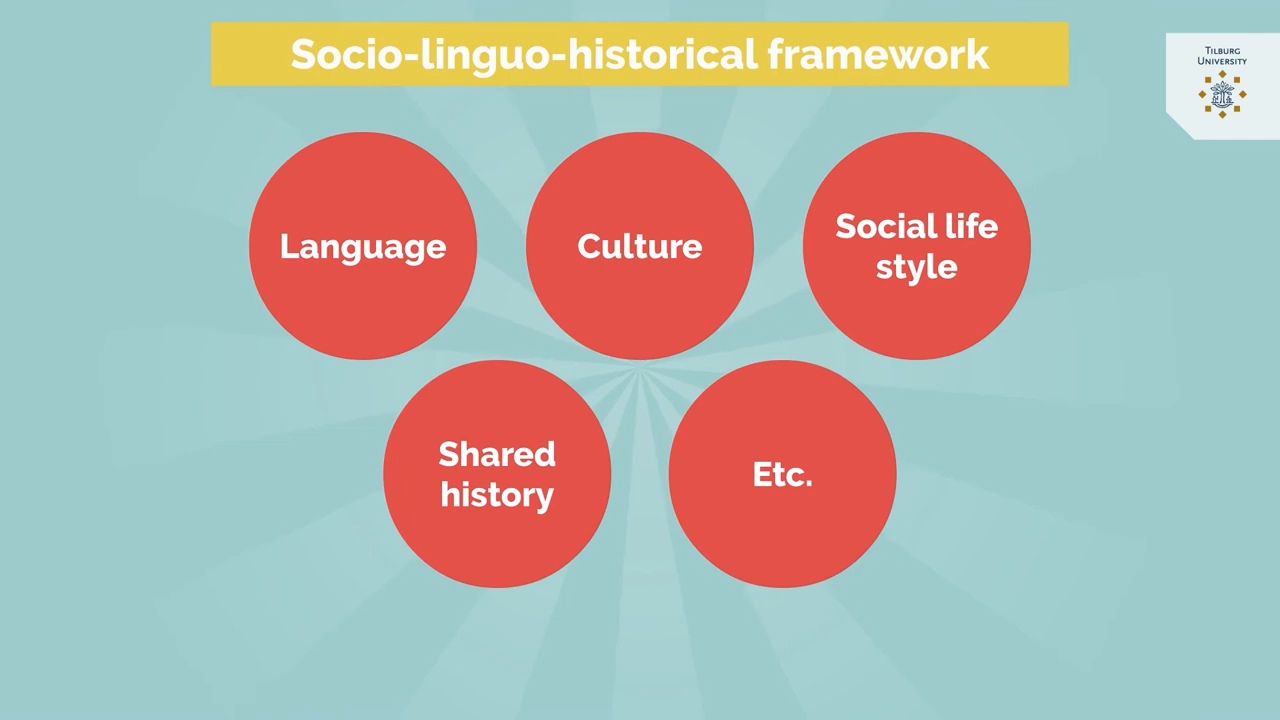 Socio-linguo-historical framework
TILBURG
UNIVERSITY
Language
Culture
Social life
style
Shared
history
Etc.